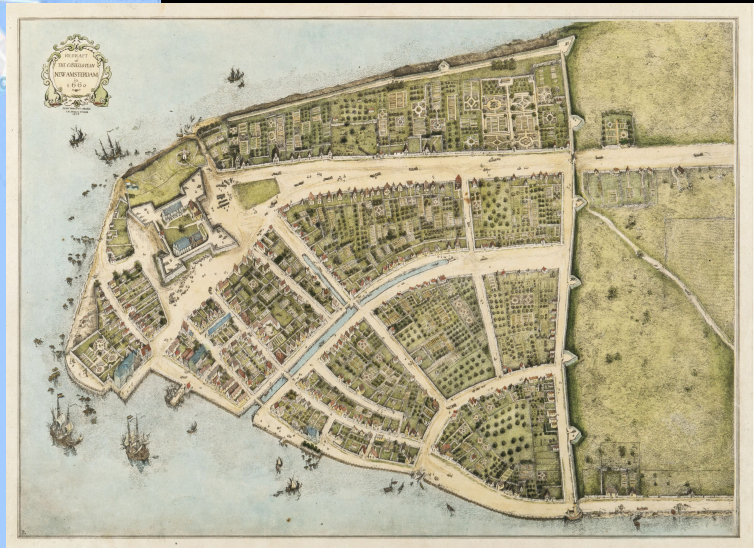 REDRAFT
of
THE CASTELLO PLAN
NEW AMSTERDAM
in
1660